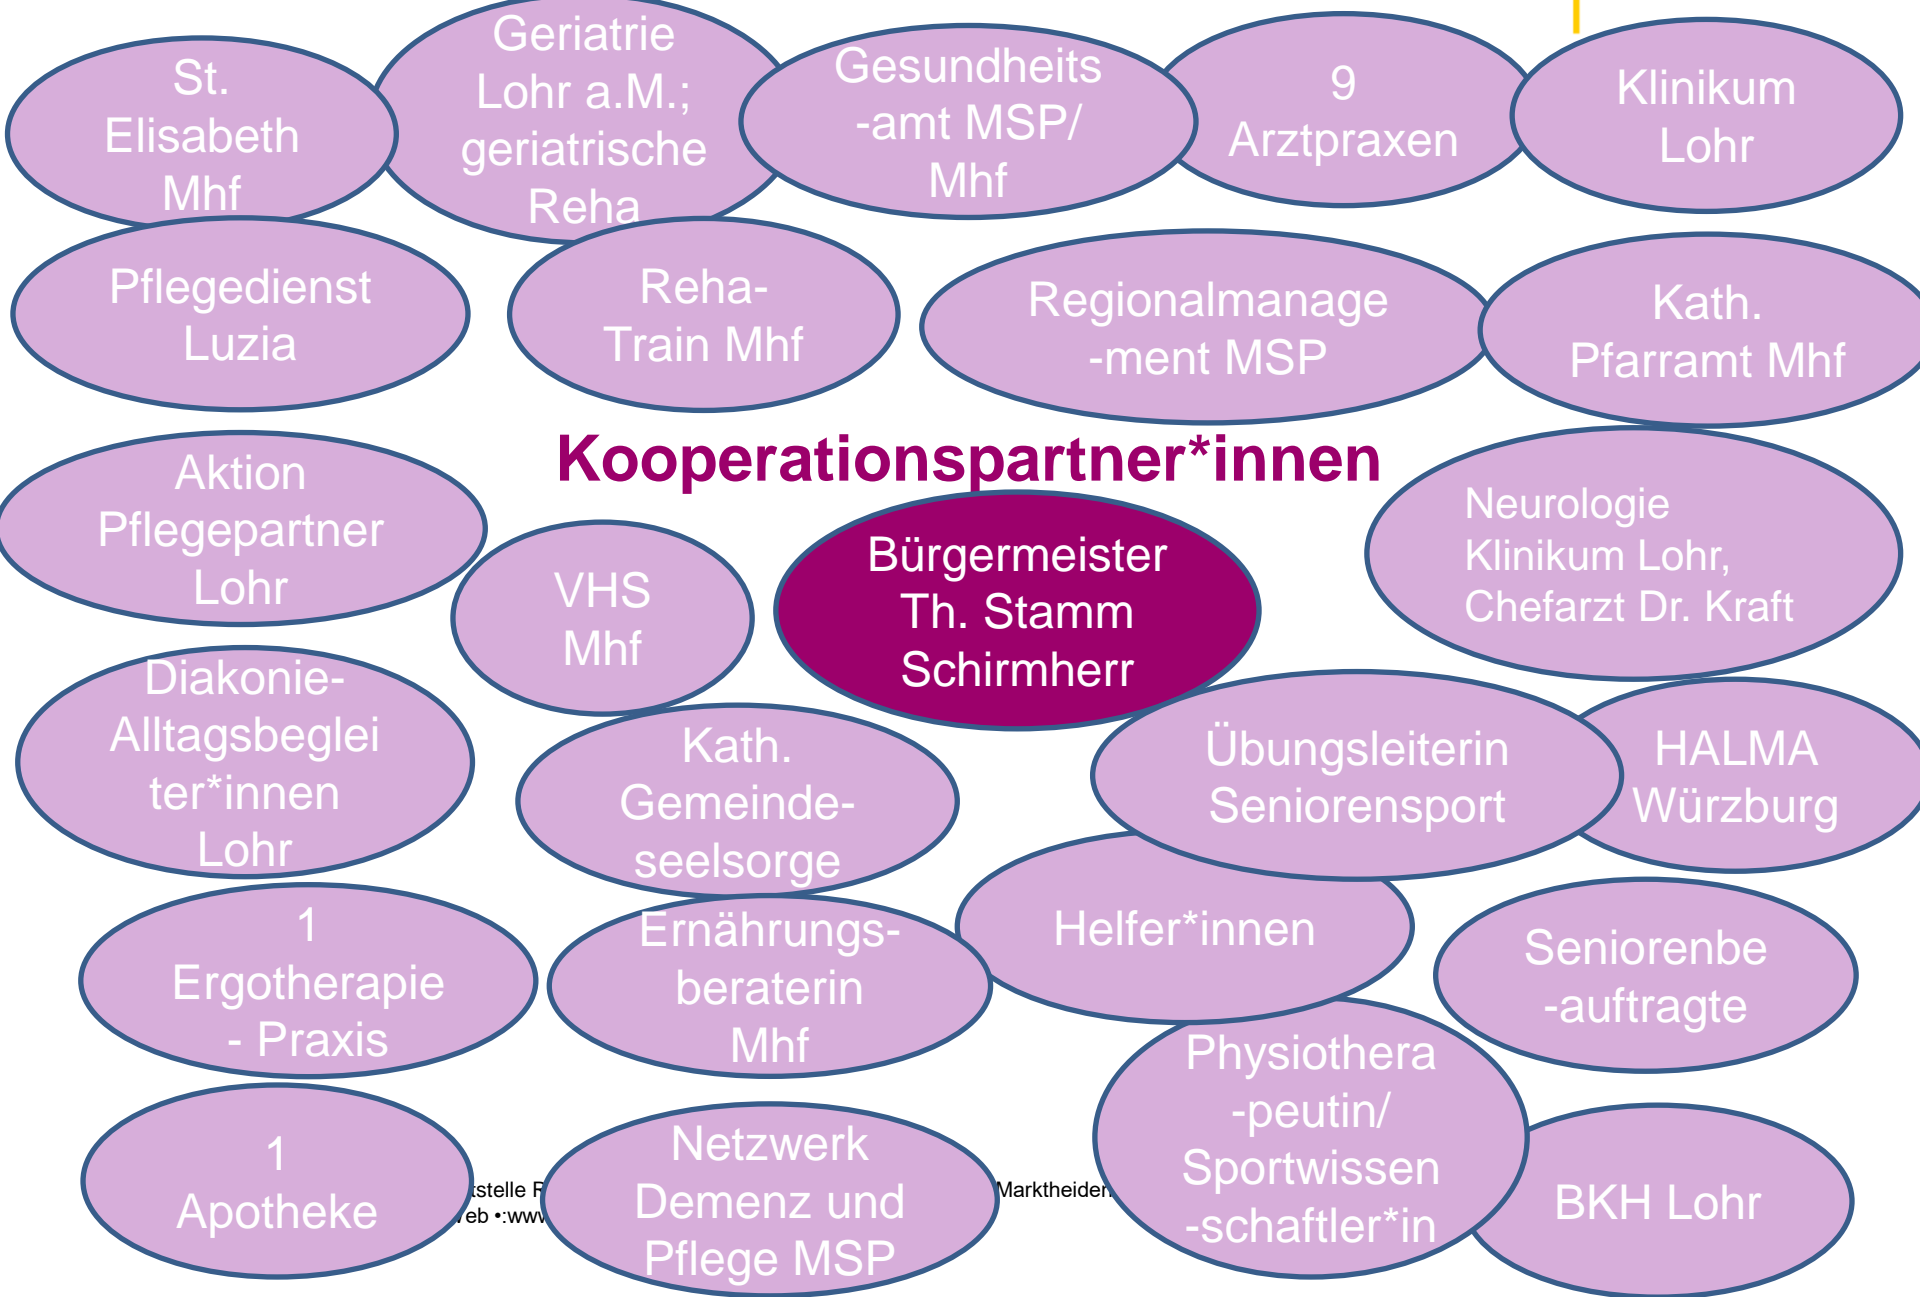 St.
Elisabeth
Mhf
Geriatrie
Lohr a.M.;
geriatrische
Reha
Gesundheits
-amt MSP/
Mhf
9
Arztpraxen
Klinikum
Lohr
Pflegedienst
Luzia
Reha-
Train Mhf
Regionalmanage
-ment MSP
Kath.
Pfarramt Mhf
Kooperationspartner*innen
Aktion
Pflegepartner
Lohr
VHS
Mhf
Bürgermeister
Th. Stamm
Schirmherr
Neurologie
Klinikum Lohr,
Chefarzt Dr. Kraft
Diakonie-
Alltagsbeglei
ter*innen
Lohr
Kath.
Gemeinde-
seelsorge
Übungsleiterin
Seniorensport
HALMA
Würzburg
1
Ergotherapie
- Praxis
Ernährungs-
beraterin
Mhf
Helfer*innen
Seniorenbe
-auftragte
Physiothera
-peutin/
Sportwissen
-schaftler*in
1
Apotheke
Netzwerk
Demenz und
Pflege MSP
BKH Lohr